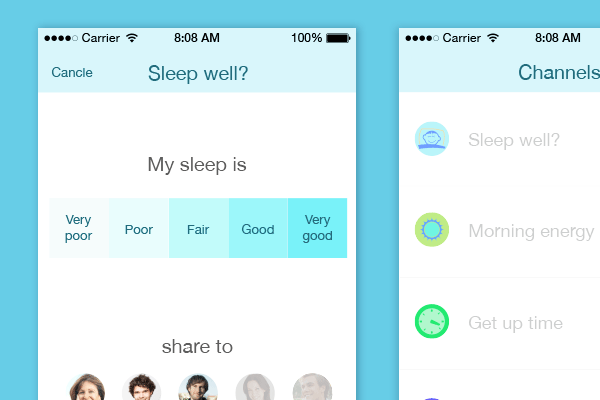 Carrier 8:08 AM 100%
Cancle Sleep well?
My sleep is
Very poor Poor Fair Good Very good
share to
Carrier 8:08 AM
Channels
Sleep well?
Morning energy
Get up time